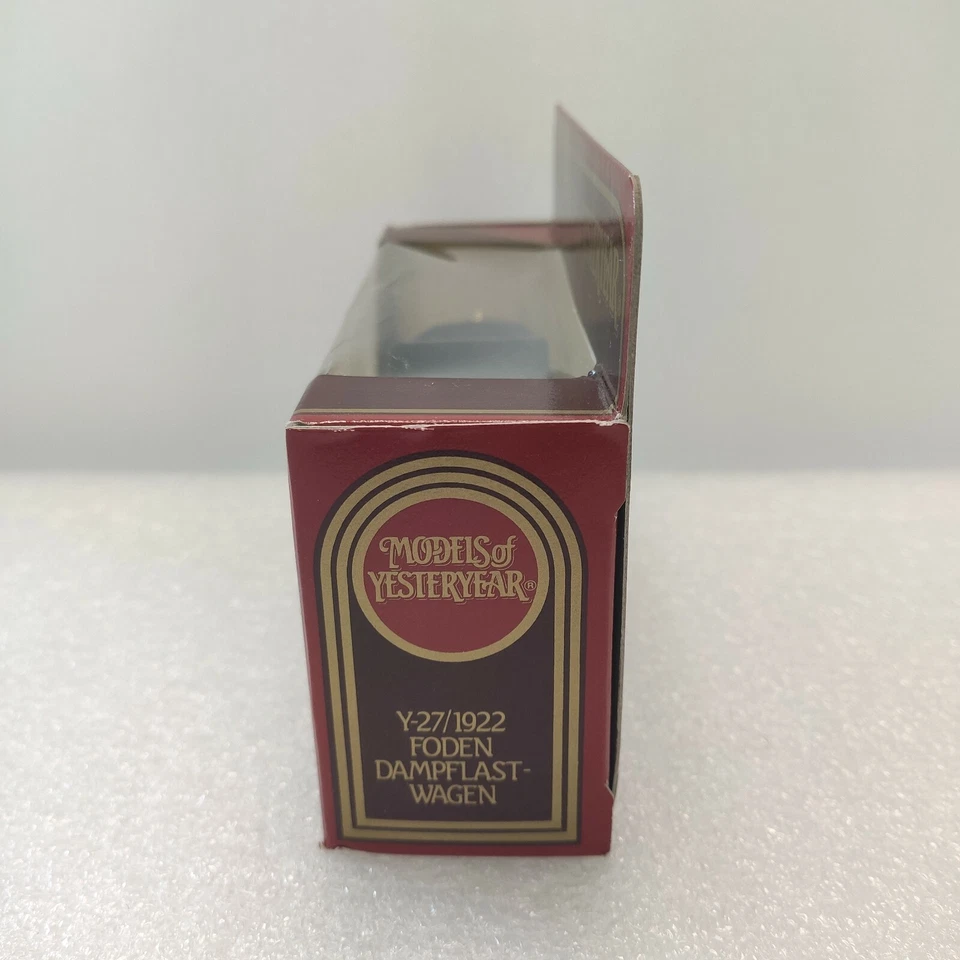 MODELS of
YESTERYEAR®
Y-27/1922
FODEN
DAMPFLAST-
WAGEN